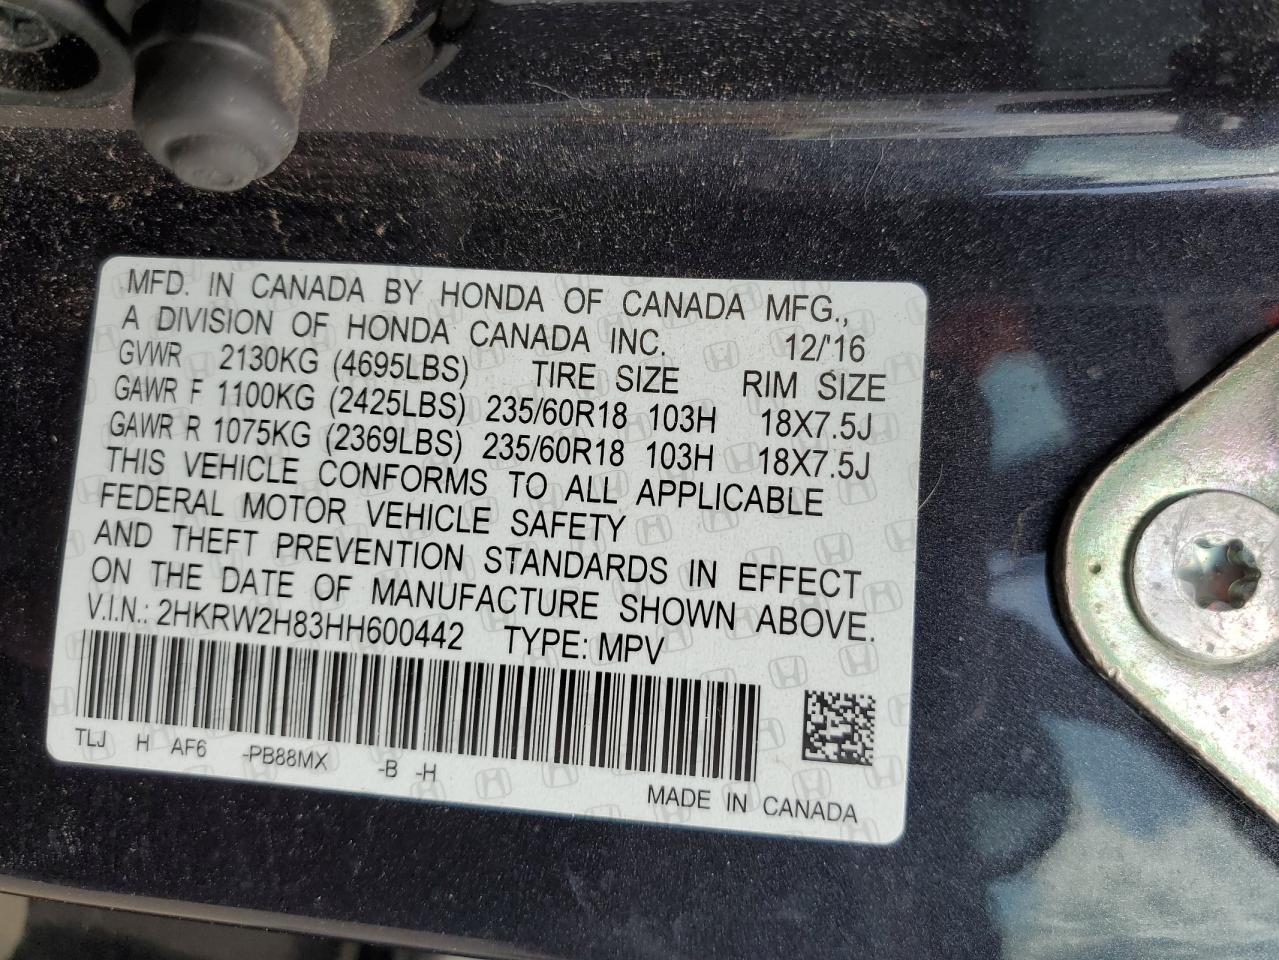 MFD. IN CANADA BY HONDA OF CANADA MFG.,
A DIVISION OF HONDA CANADA INC. 12/'16
GVWR 2130KG (4695LBS) TIRE SIZE RIM SIZE
GAWR F 1100KG (2425LBS) 235/60R18 103H 18X7.5J
GAWR R 1075KG (2369LBS) 235/60R18 103H 18X7.5J
THIS VEHICLE CONFORMS TO ALL APPLICABLE
FEDERAL MOTOR VEHICLE SAFETY
AND THEFT PREVENTION STANDARDS IN EFFECT
ON THE DATE OF MANUFACTURE SHOWN ABOVE.
V.I.N.: 2HKRW2H83HH600442 TYPE: MPV
TLJ H AF6 -PB88MX -B -H
MADE IN CANADA